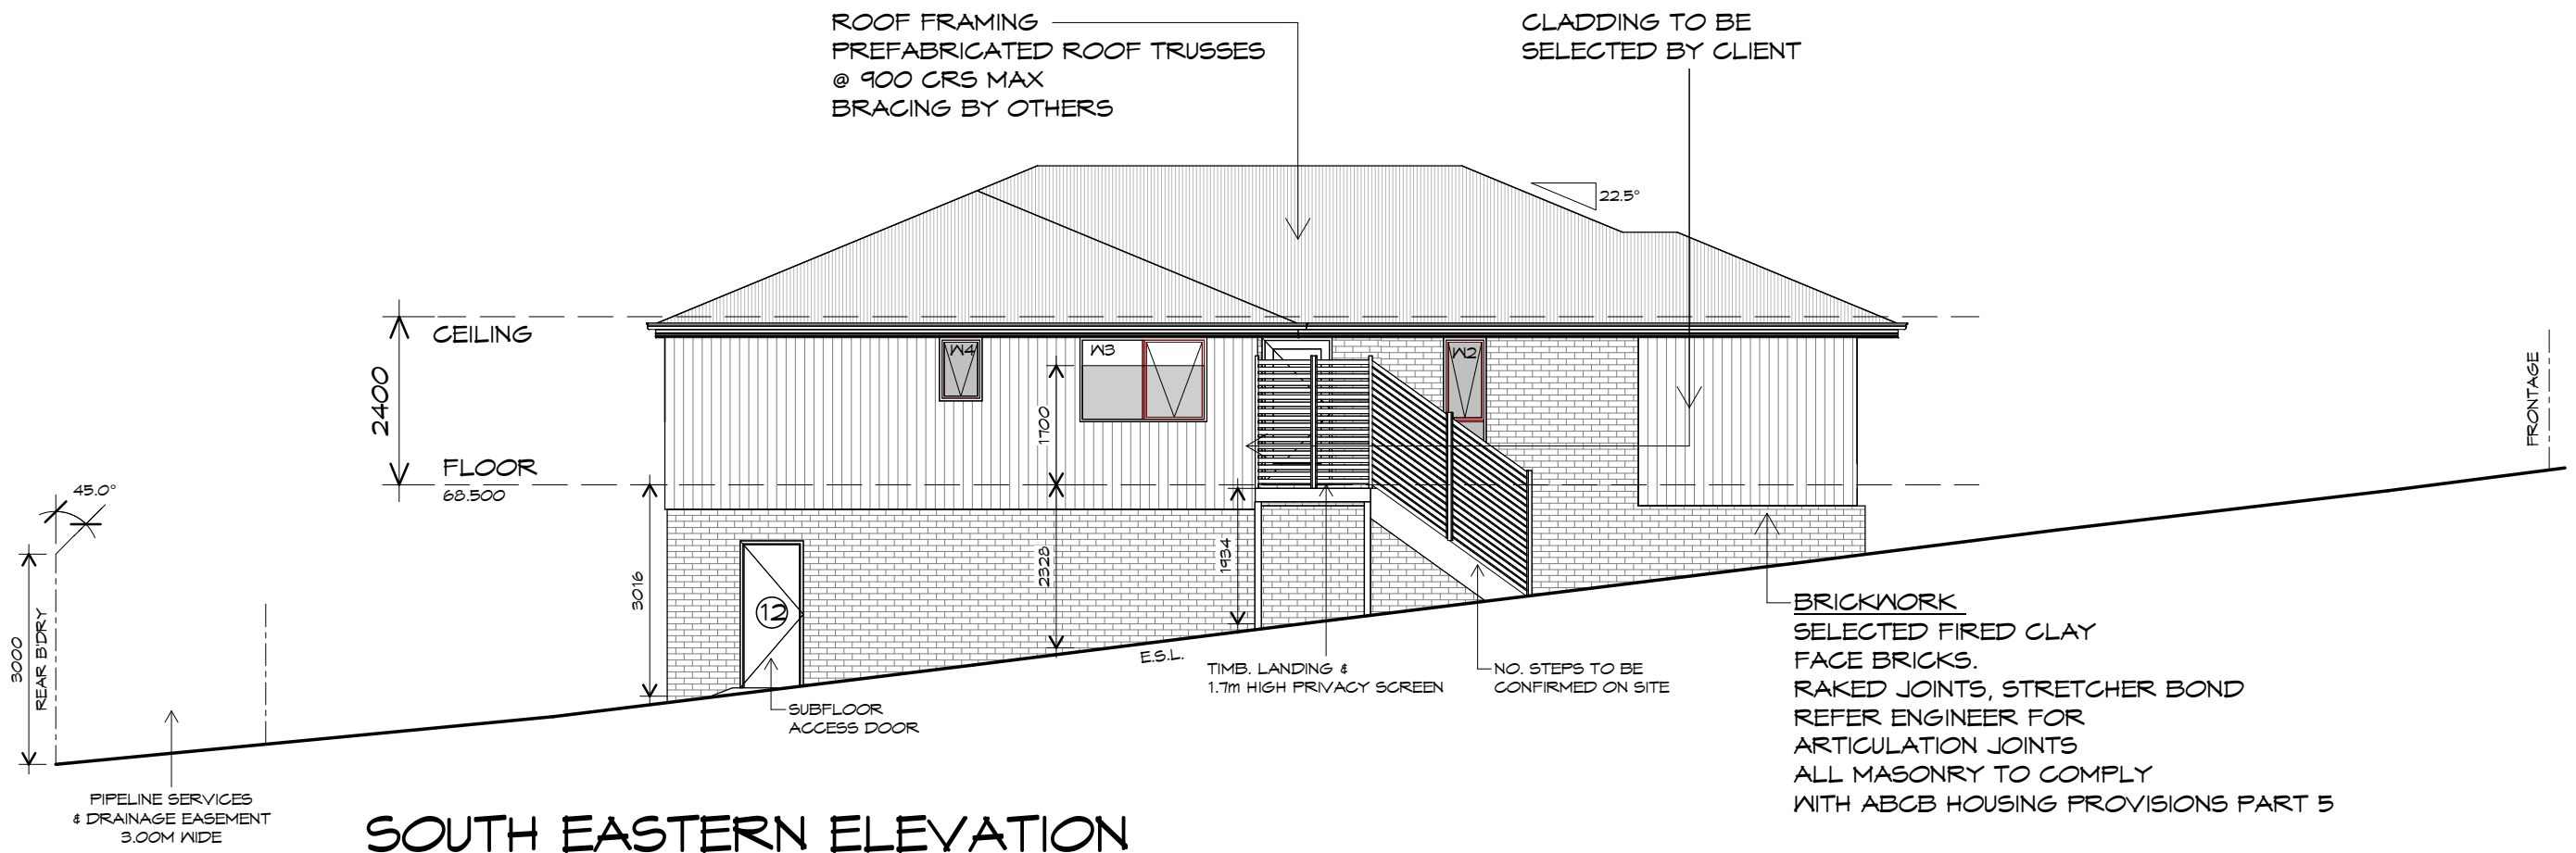 ROOF FRAMING
PREFABRICATED ROOF TRUSSES
@ 900 CRS MAX
BRACING BY OTHERS
CLADDING TO BE
SELECTED BY CLIENT
22.5°
CEILING
2400
FLOOR
68.500
W4
W3
W2
1700
FRONTAGE
45.0°
3000
REAR BDRY
3016
12
2328
1934
E.S.L.
SUBFLOOR
ACCESS DOOR
TIMB. LANDING &
1.7m HIGH PRIVACY SCREEN
NO. STEPS TO BE
CONFIRMED ON SITE
BRICKWORK
SELECTED FIRED CLAY
FACE BRICKS.
RAKED JOINTS, STRETCHER BOND
REFER ENGINEER FOR
ARTICULATION JOINTS
ALL MASONRY TO COMPLY
WITH ABCB HOUSING PROVISIONS PART 5
PIPELINE SERVICES
& DRAINAGE EASEMENT
3.00M WIDE
SOUTH EASTERN ELEVATION